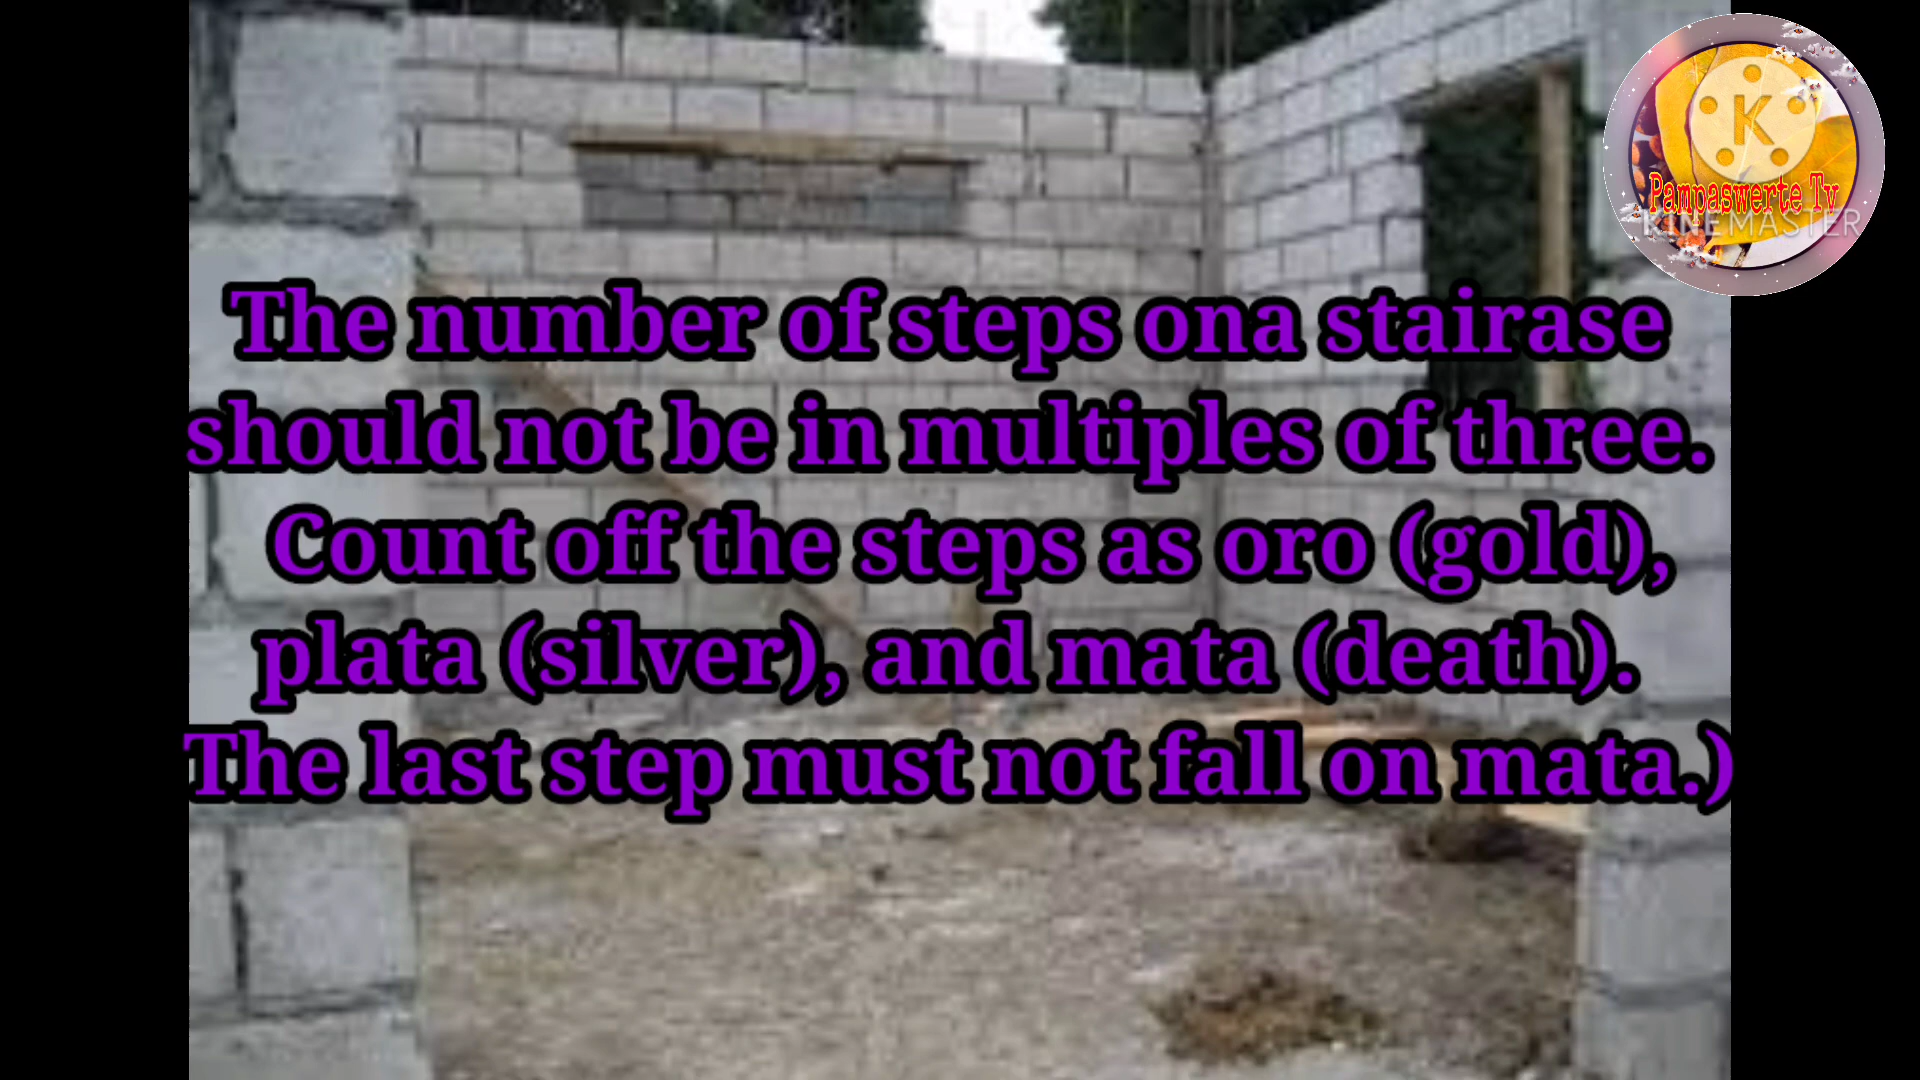 K
Pampaswerte Tv
KINEMASTER
The number of steps ona stairase
should not be in multiples of three.
Count off the steps as oro (gold),
plata (silver), and mata (death).
The last step must not fall on mata.)